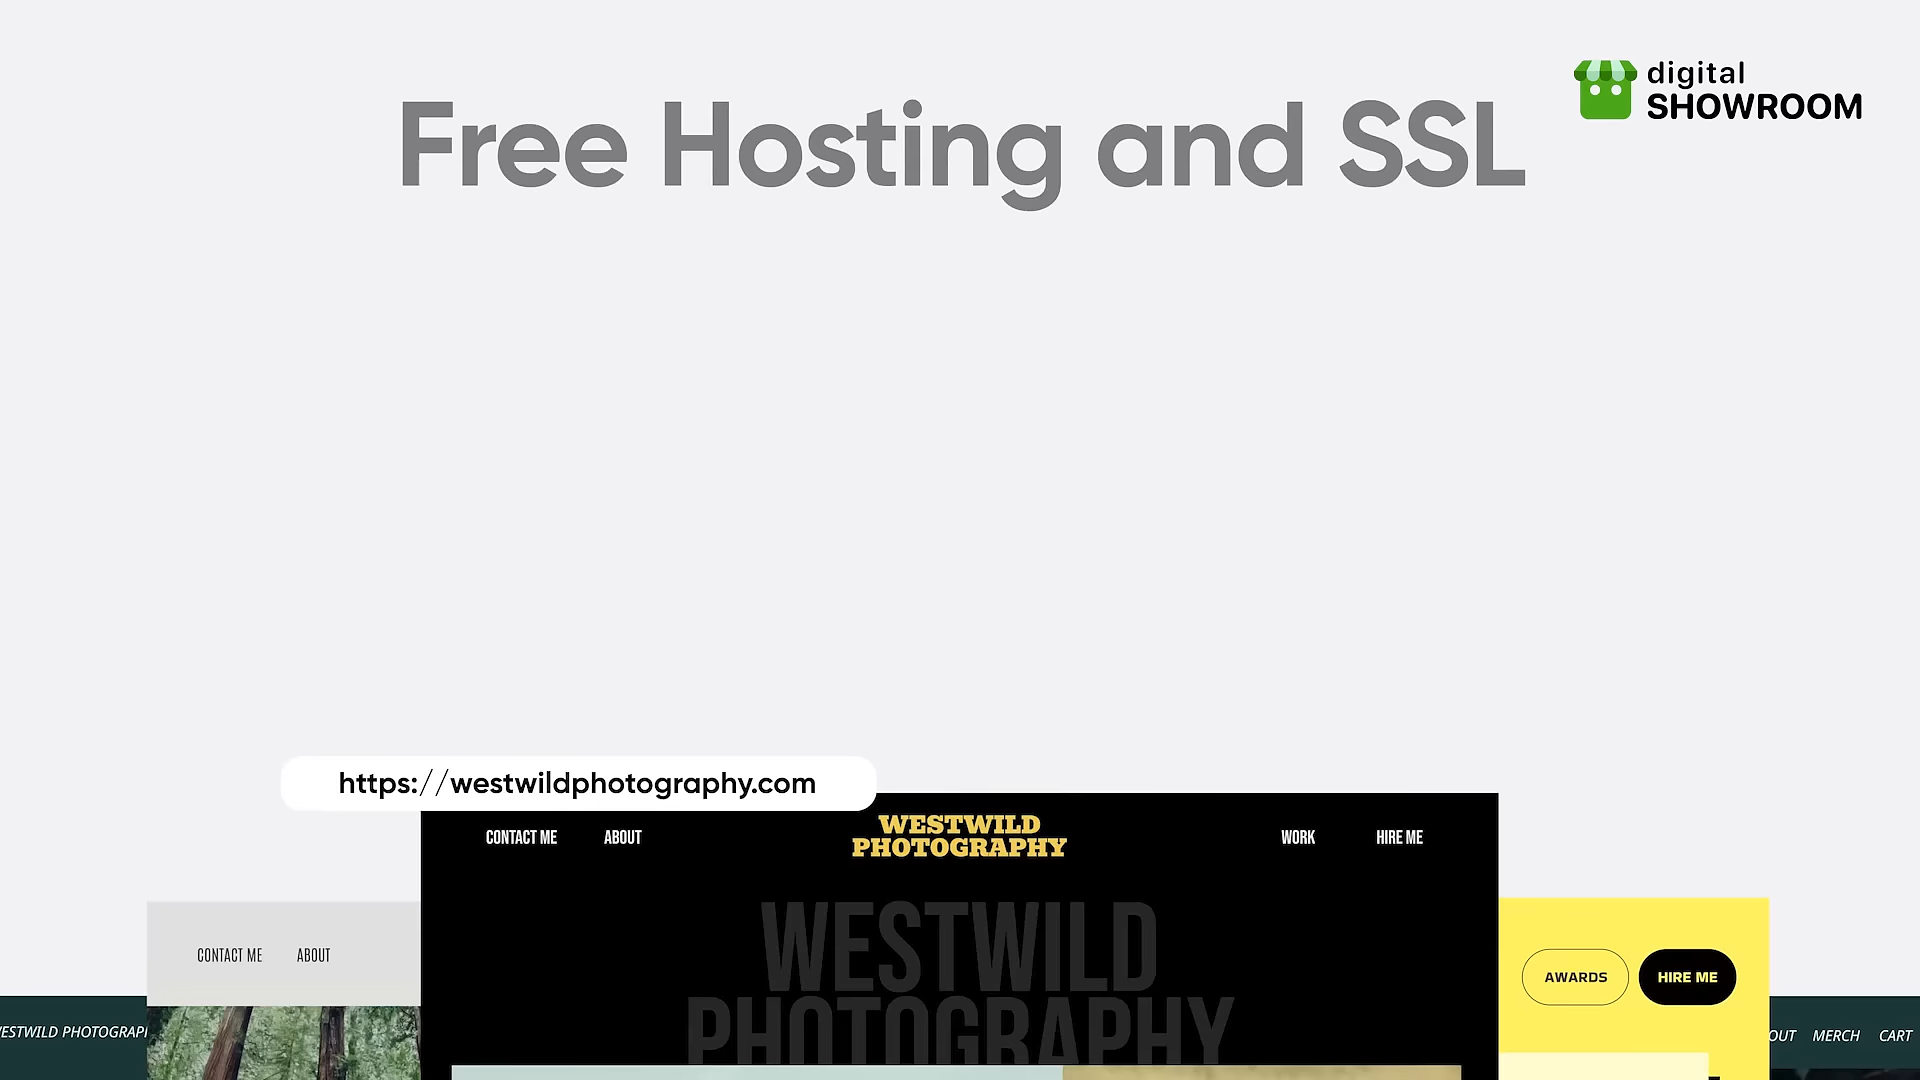 digital
SHOWROOM
Free Hosting and SSL
https://westwildphotography.com
CONTACT ME ABOUT
WESTWILD
PHOTOGRAPHY
WORK HIRE ME
WESTWILD
PHOTOGRAPHY
CONTACT ME ABOUT
AWARDS HIRE ME
MERCH CART